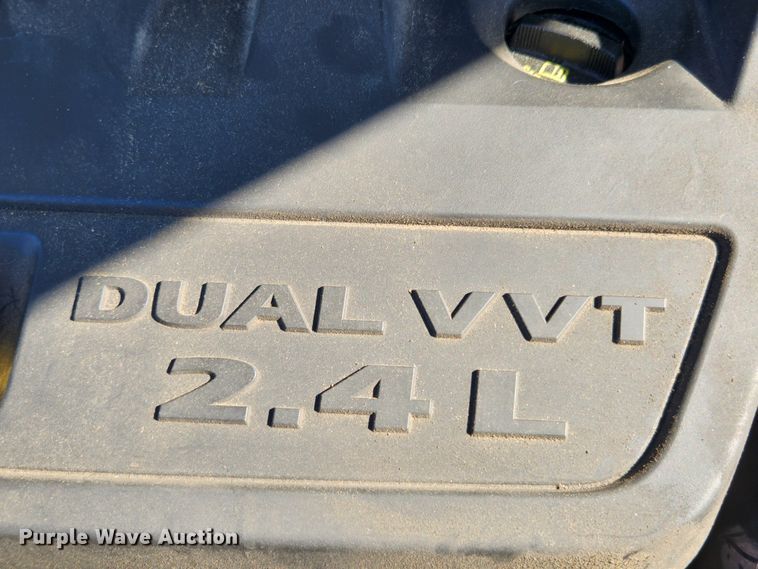 DUAL VVT
2.4 L
Purple Wave Auction